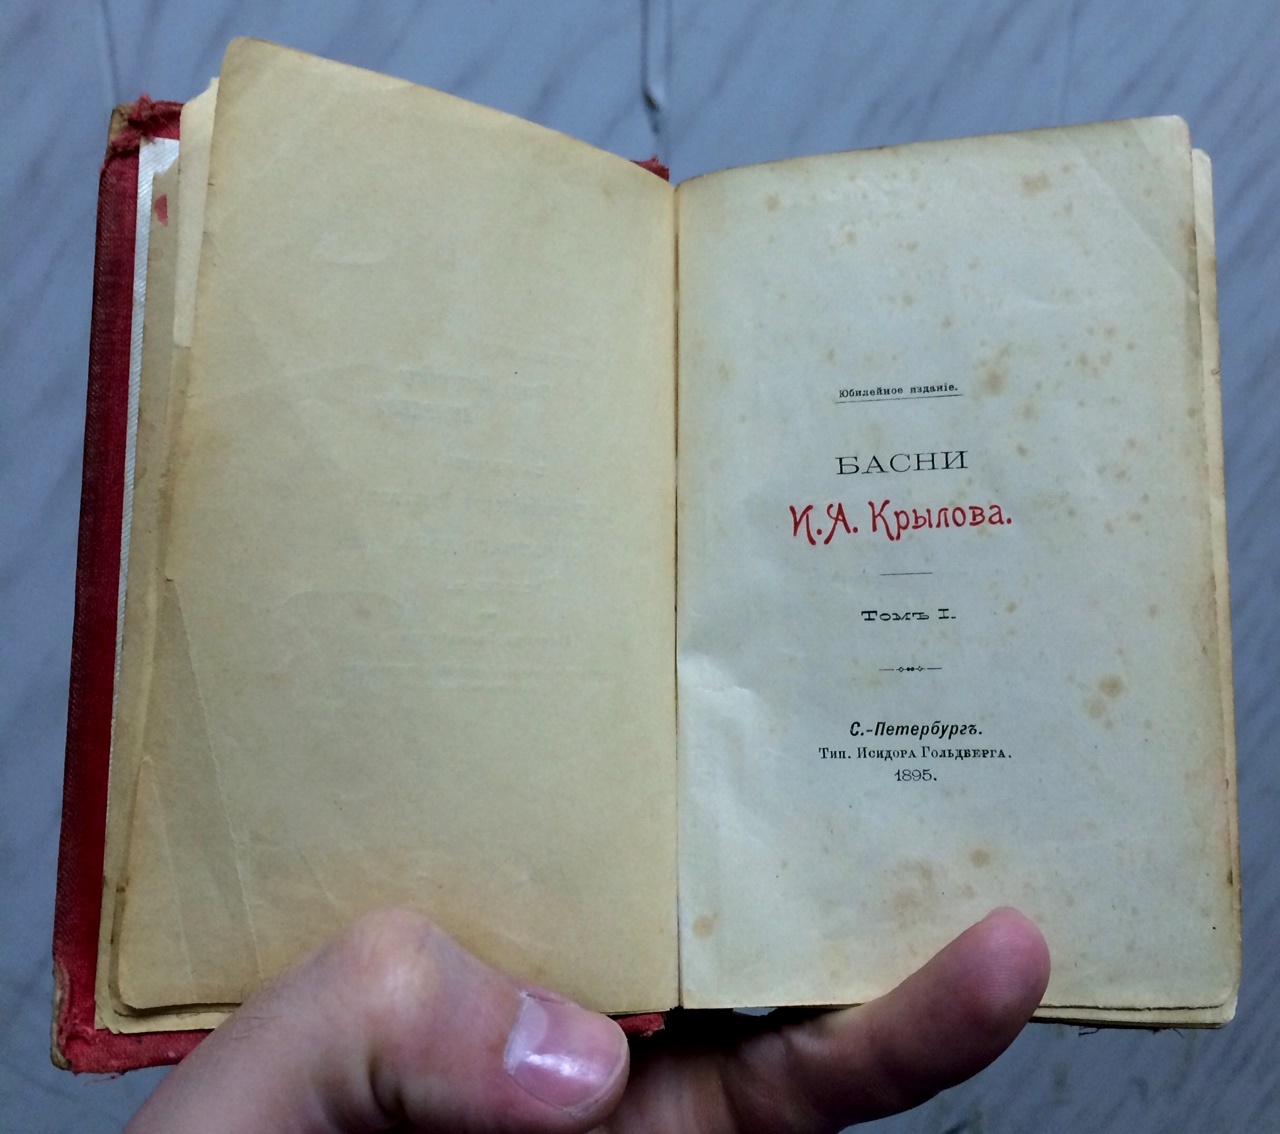 Юбилейное изданіе.
БАСНИ
И. А. Крылова.
Томъ I.
С.-Петербургъ.
Тип. Исидора Гольдберга.
1895.